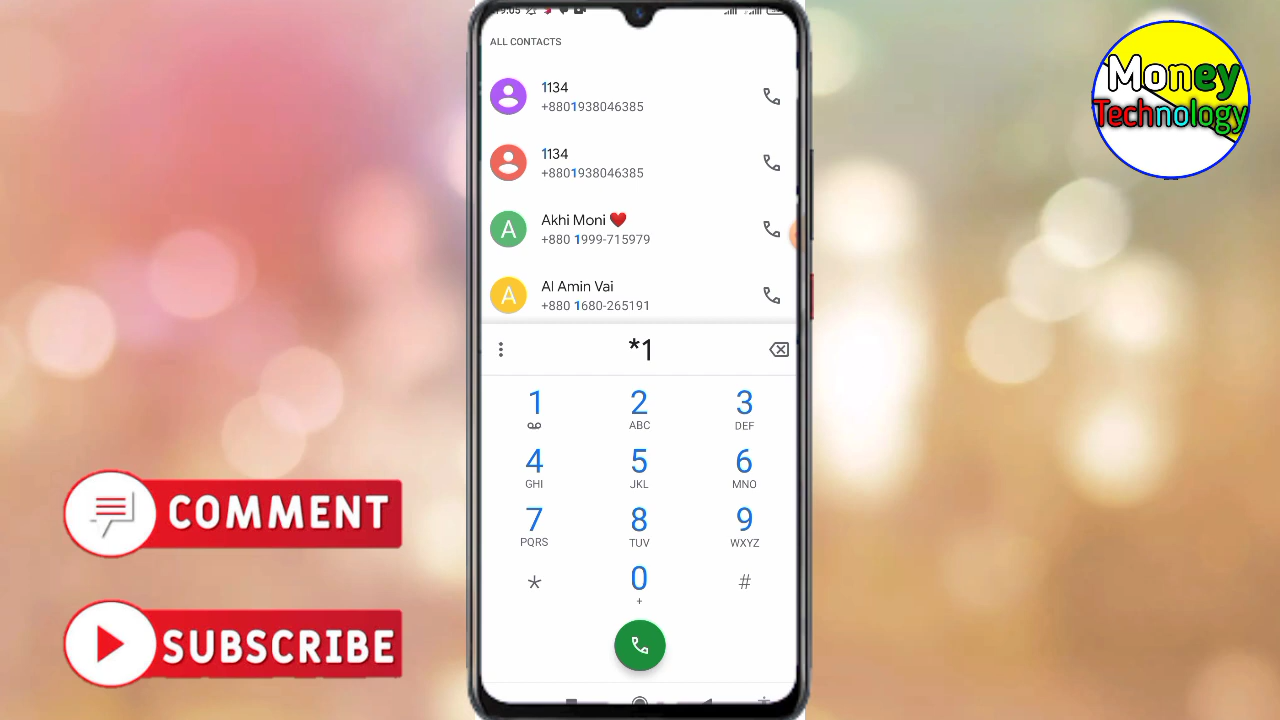 19:05
ALL CONTACTS
1134
+8801938046385
1134
+8801938046385
Akhi Moni ❤️
+880 1999-715979
Al Amin Vai
+880 1680-265191
*1
1
2
ABC
3
DEF
4
GHI
5
JKL
6
MNO
7
PQRS
8
TUV
9
WXYZ
*
0
+
#
Money
Technology
COMMENT
SUBSCRIBE